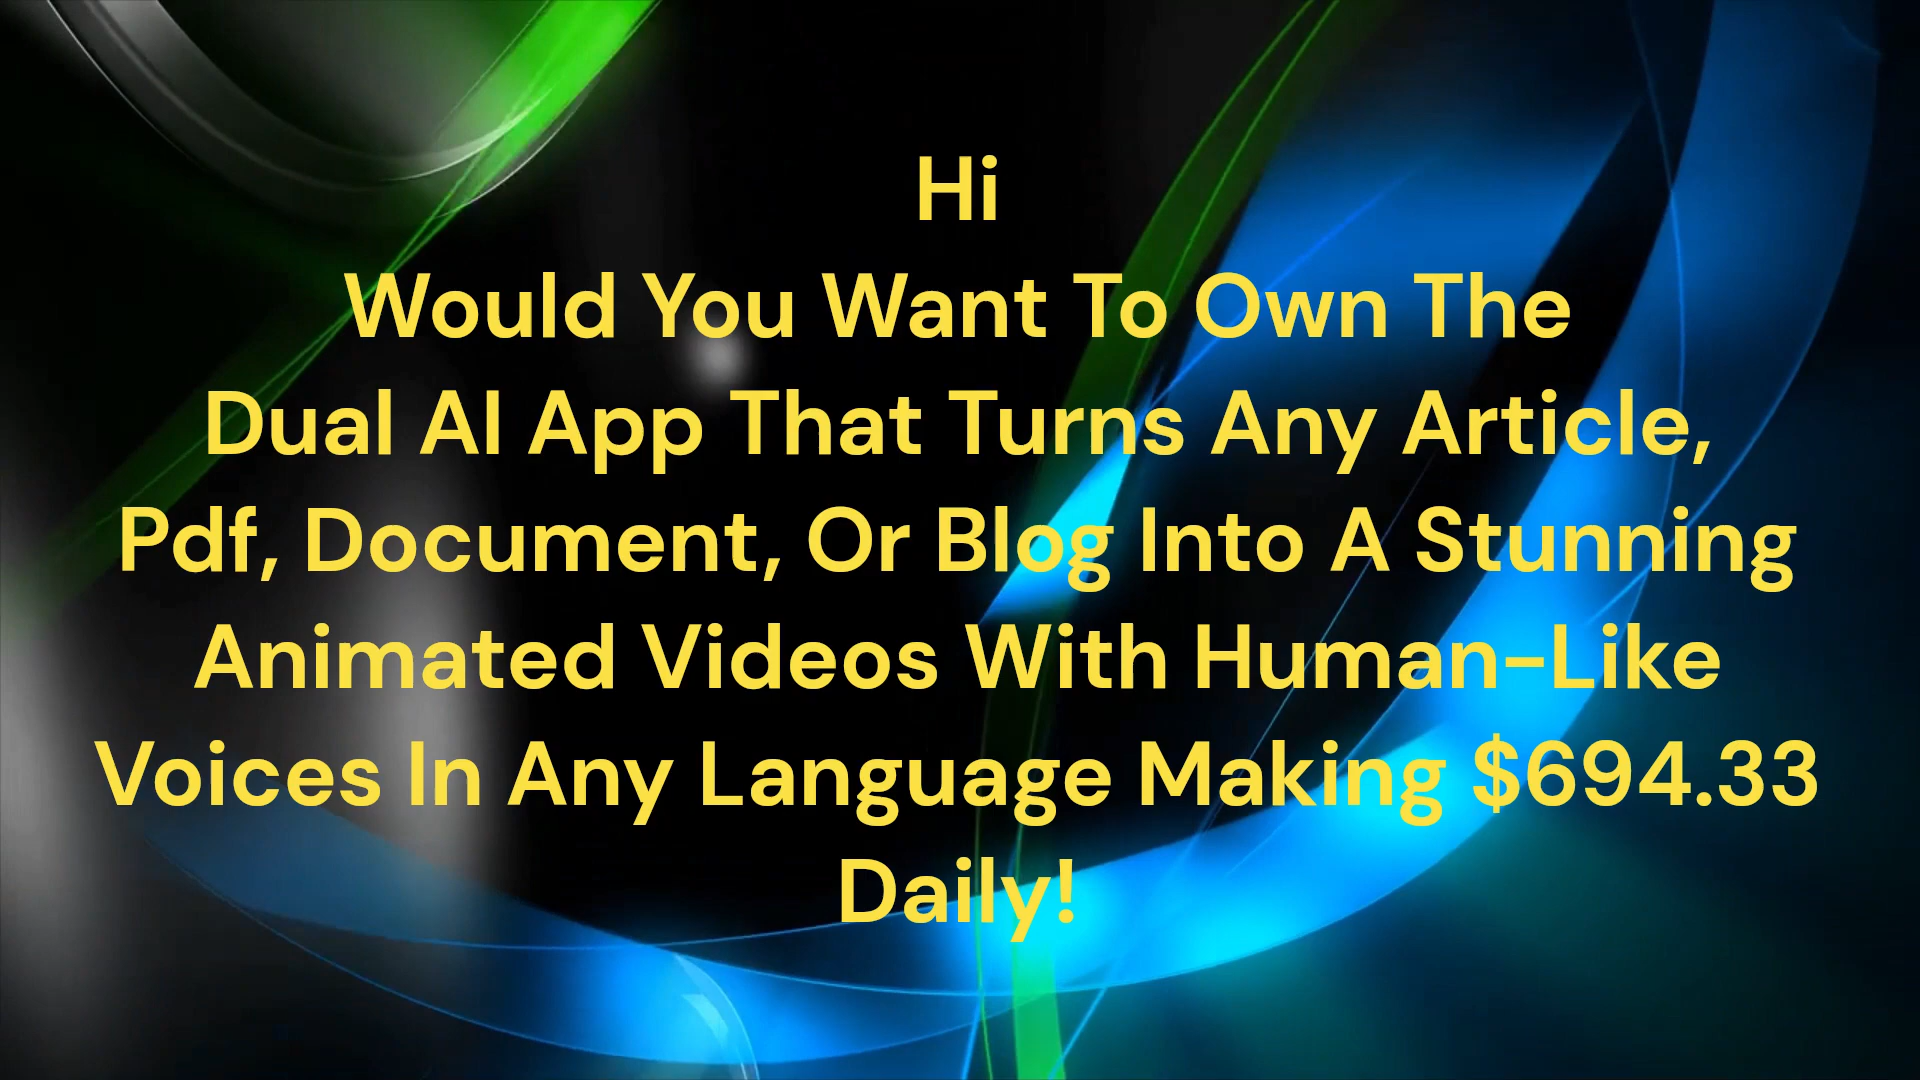 Hi
Would You Want To Own The
Dual AI App That Turns Any Article,
Pdf, Document, Or Blog Into A Stunning
Animated Videos With Human-Like
Voices In Any Language Making $694.33
Daily!